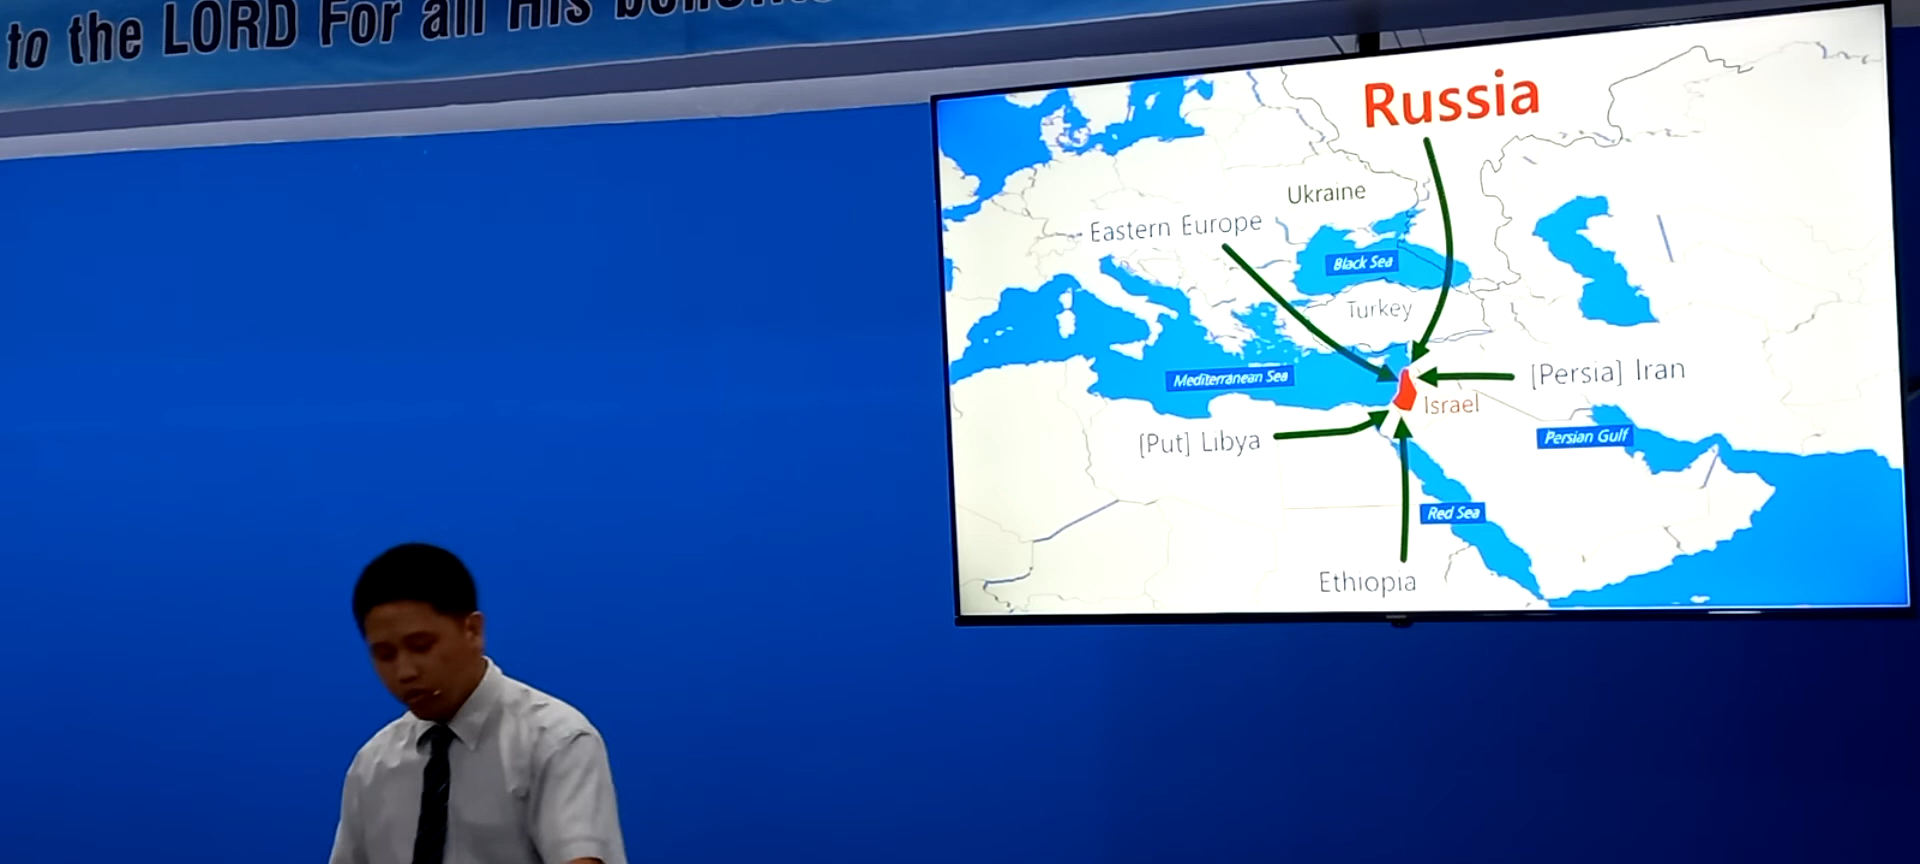 to the LORD For all His
Russia
Ukraine
Eastern Europe
Black Sea
Turkey
[Persia] Iran
Mediterranean Sea
Israel
[Put] Libya
Persian Gulf
Red Sea
Ethiopia